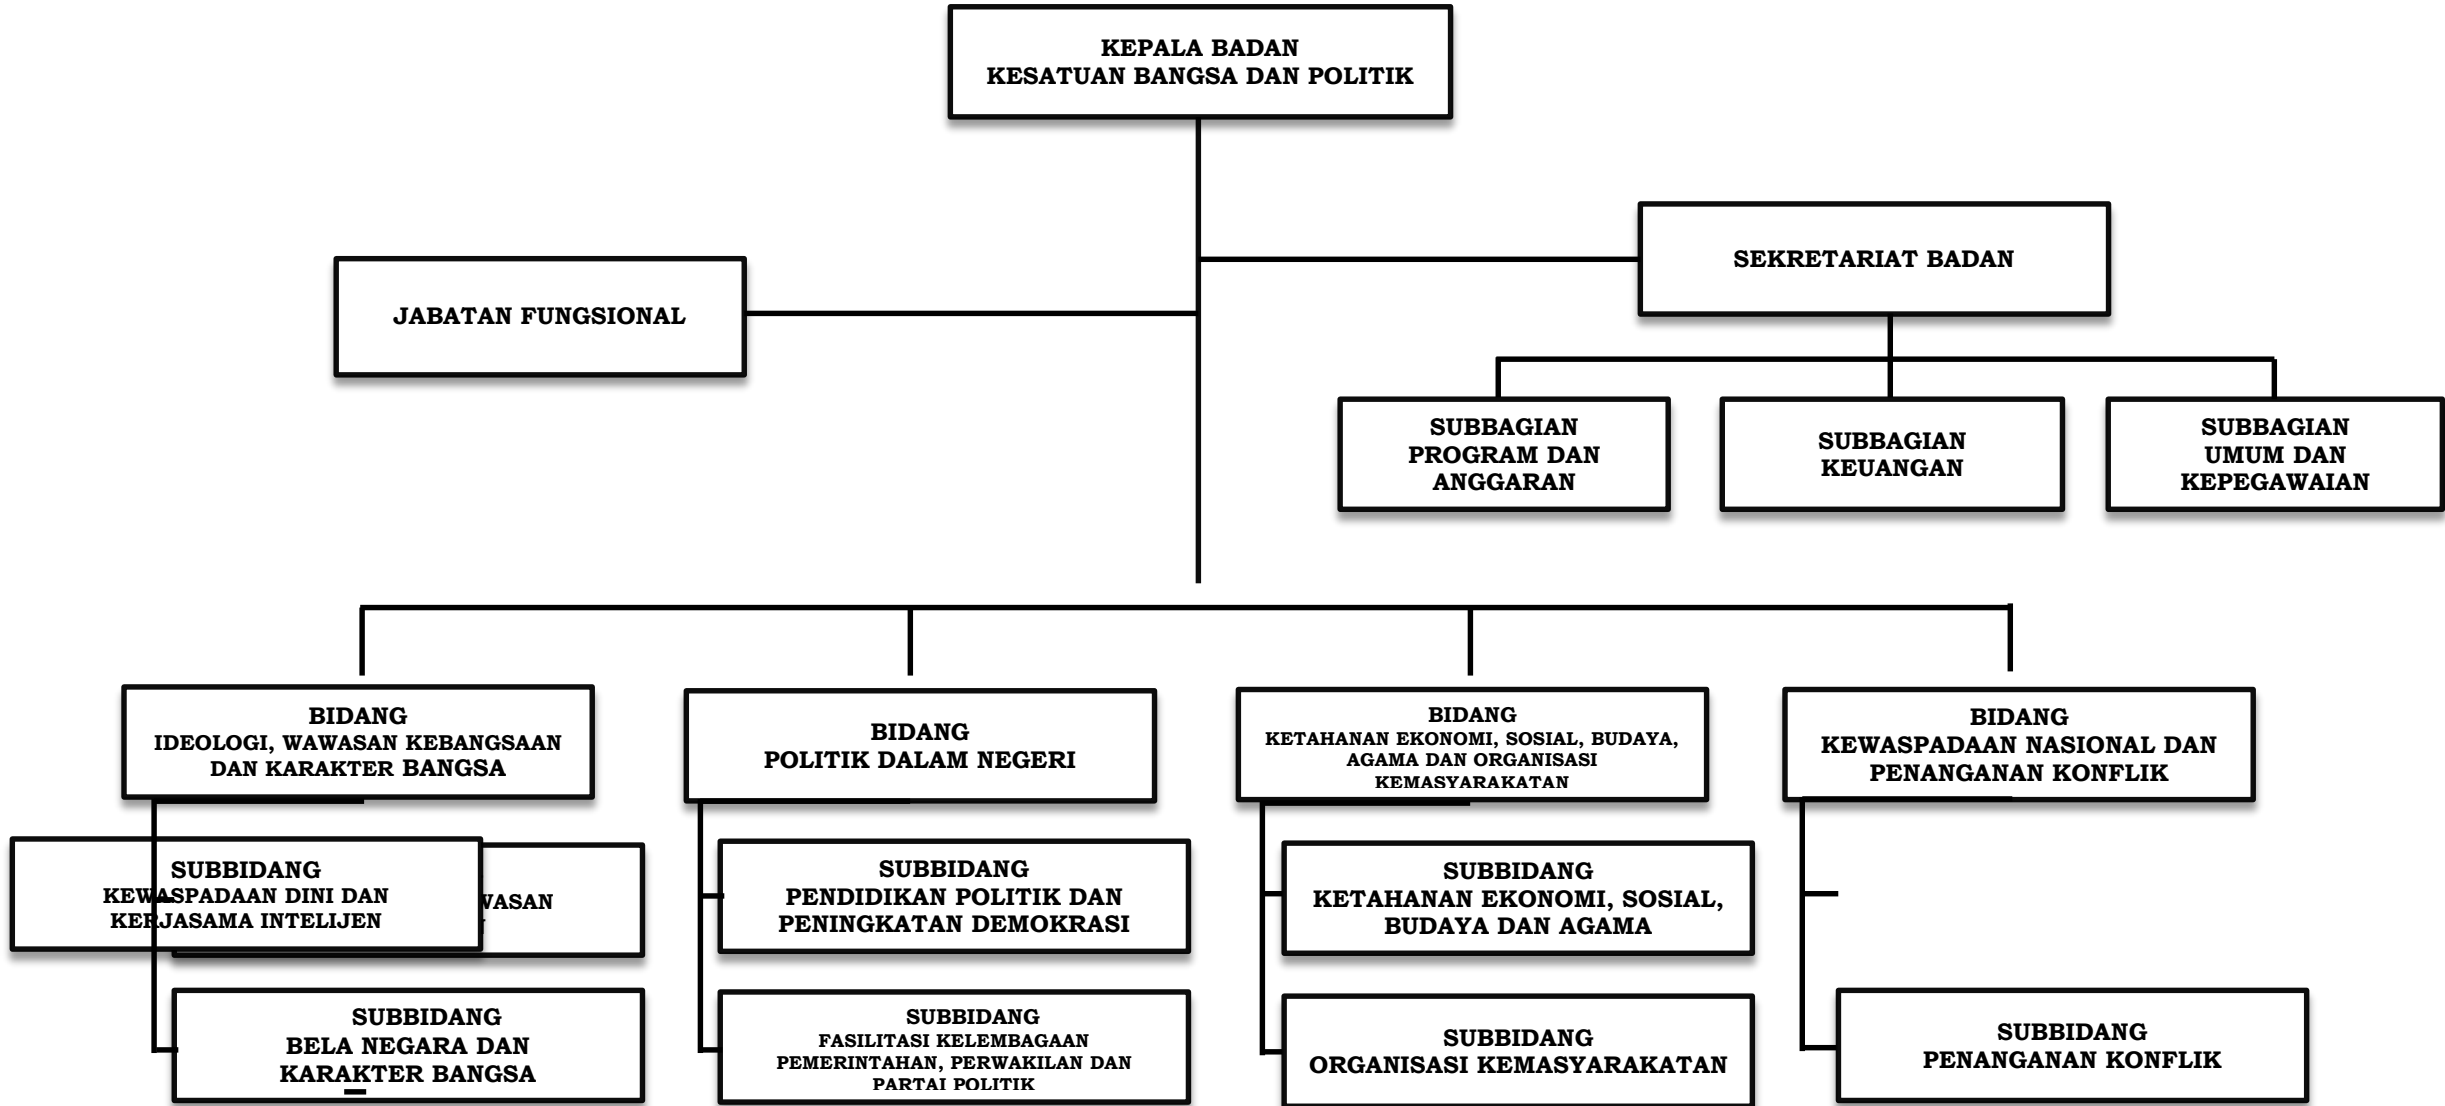 KEPALA BADAN
KESATUAN BANGSA DAN POLITIK
SEKRETARIAT BADAN
JABATAN FUNGSIONAL
SUBBAGIAN
PROGRAM DAN
ANGGARAN
SUBBAGIAN
KEUANGAN
SUBBAGIAN
UMUM DAN
KEPEGAWAIAN
BIDANG
IDEOLOGI, WAWASAN KEBANGSAAN
DAN KARAKTER BANGSA
BIDANG
POLITIK DALAM NEGERI
BIDANG
KETAHANAN EKONOMI, SOSIAL, BUDAYA,
AGAMA DAN ORGANISASI
KEMASYARAKATAN
BIDANG
KEWASPADAAN NASIONAL DAN
PENANGANAN KONFLIK
SUBBIDANG
KEWASPADAAN DINI DAN
KERJASAMA INTELIJEN
SUBBIDANG
PENDIDIKAN POLITIK DAN
PENINGKATAN DEMOKRASI
SUBBIDANG
KETAHANAN EKONOMI, SOSIAL,
BUDAYA DAN AGAMA
SUBBIDANG
BELA NEGARA DAN
KARAKTER BANGSA
SUBBIDANG
FASILITASI KELEMBAGAAN
PEMERINTAHAN, PERWAKILAN DAN
PARTAI POLITIK
SUBBIDANG
ORGANISASI KEMASYARAKATAN
SUBBIDANG
PENANGANAN KONFLIK